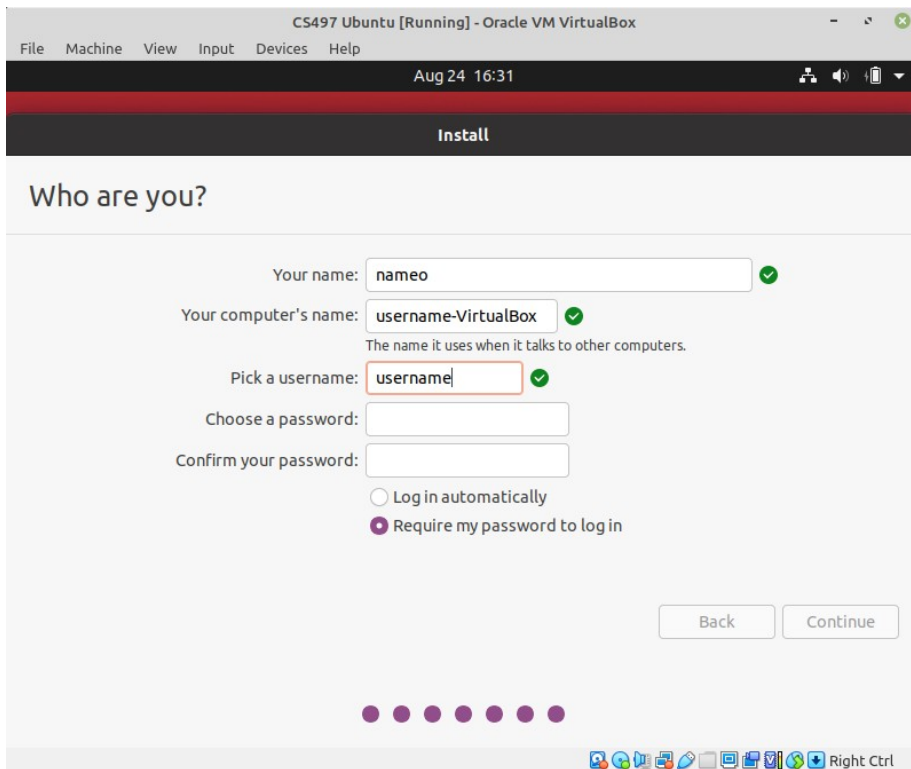 CS497 Ubuntu [Running] - Oracle VM VirtualBox
File Machine View Input Devices Help
Aug 24 16:31
Install
Who are you?
Your name: nameo
Your computer's name: username-VirtualBox
The name it uses when it talks to other computers.
Pick a username: username
Choose a password:
Confirm your password:
Log in automatically
Require my password to log in
Back Continue
Right Ctrl